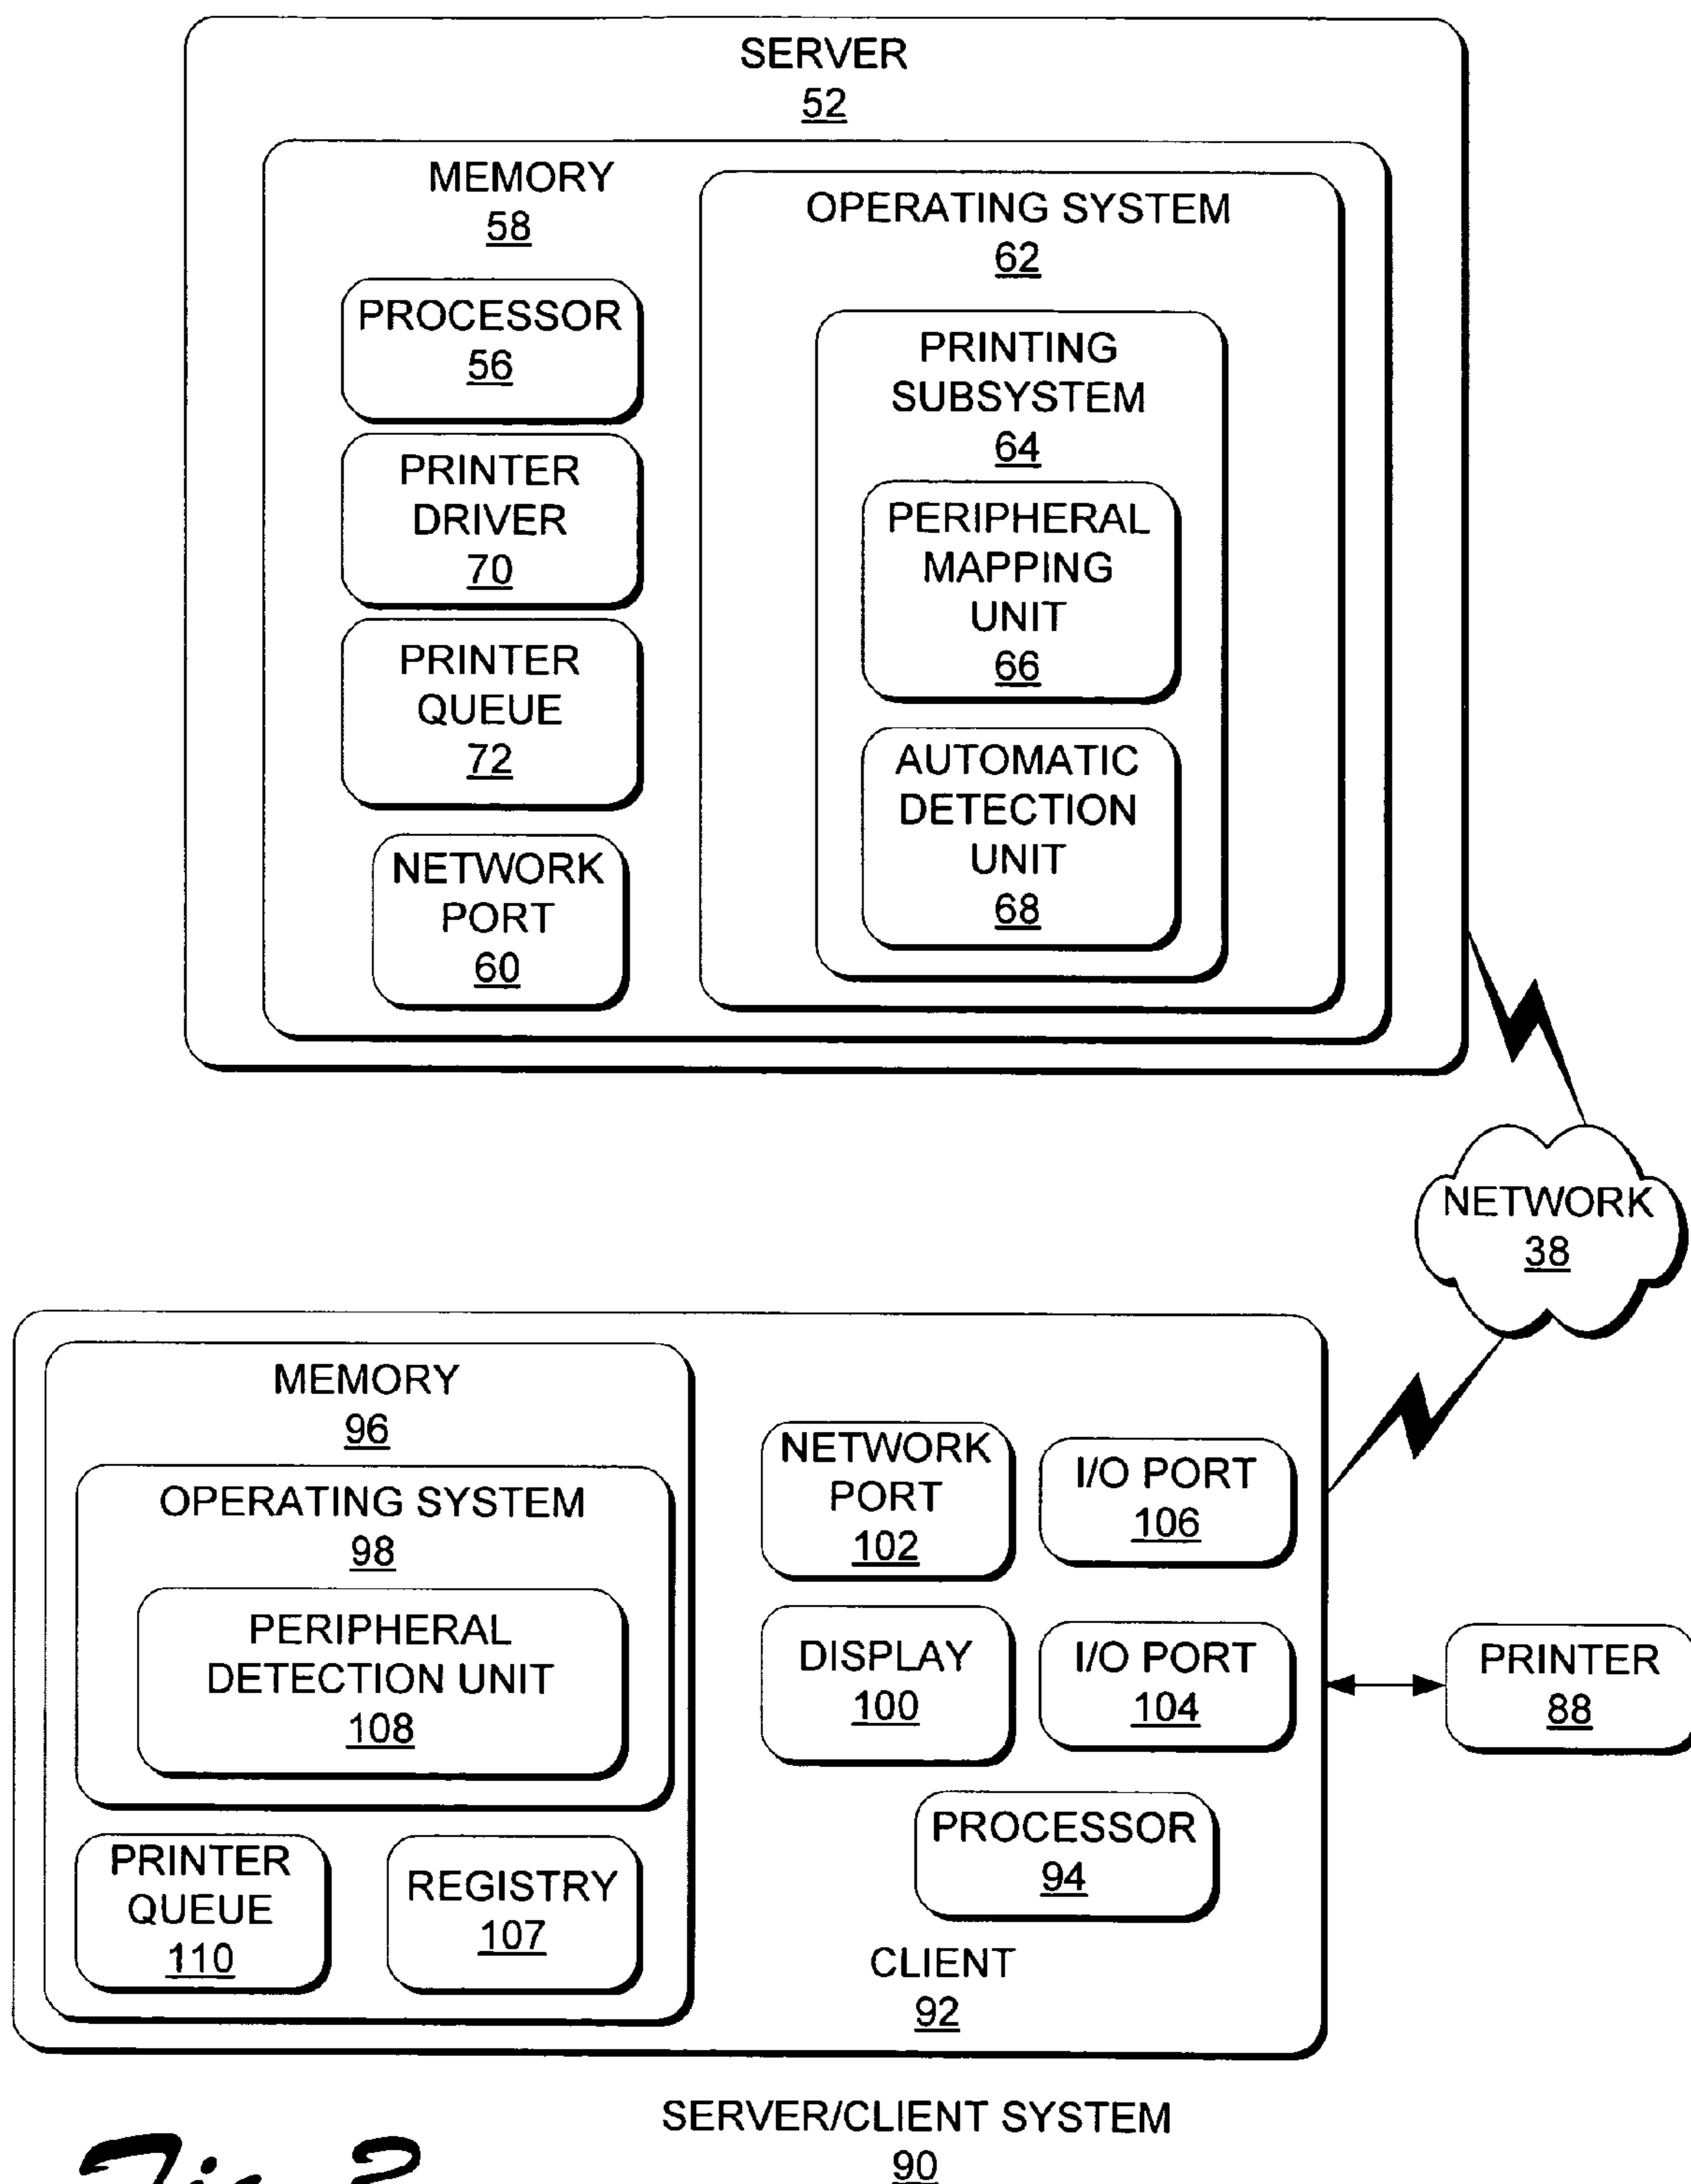 SERVER
52
MEMORY
58
PROCESSOR
56
PRINTER
DRIVER
70
PRINTER
QUEUE
72
NETWORK
PORT
60
OPERATING SYSTEM
62
PRINTING
SUBSYSTEM
64
PERIPHERAL
MAPPING
UNIT
66
AUTOMATIC
DETECTION
UNIT
68
NETWORK
38
MEMORY
96
OPERATING SYSTEM
98
PERIPHERAL
DETECTION UNIT
108
PRINTER
QUEUE
110
REGISTRY
107
NETWORK
PORT
102
I/O PORT
106
DISPLAY
100
I/O PORT
104
PROCESSOR
94
CLIENT
92
PRINTER
88
SERVER/CLIENT SYSTEM
90